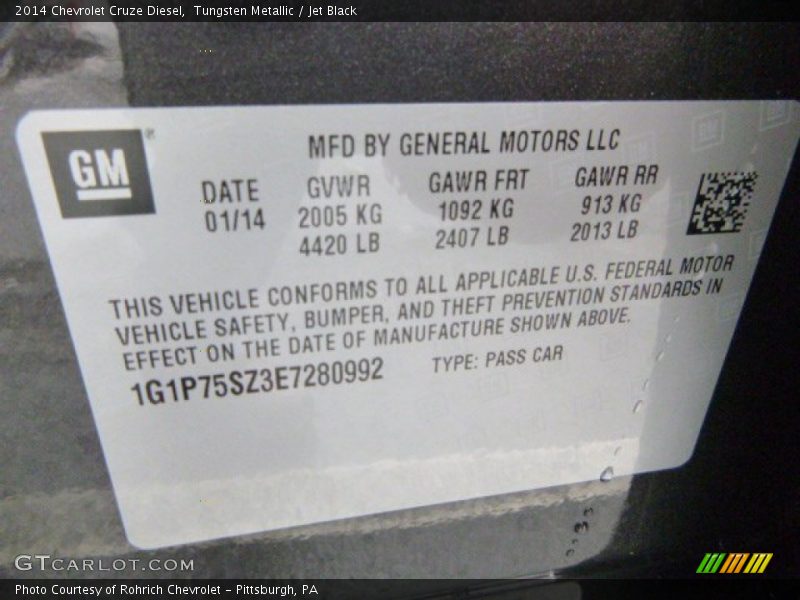 2014 Chevrolet Cruze Diesel,  Tungsten Metallic / Jet Black
GM
MFD BY GENERAL MOTORS LLC
DATE GVWR GAWR FRT GAWR RR
01/14 2005 KG 1092 KG 913 KG
4420 LB 2407 LB 2013 LB
THIS VEHICLE CONFORMS TO ALL APPLICABLE U.S. FEDERAL MOTOR
VEHICLE SAFETY, BUMPER, AND THEFT PREVENTION STANDARDS IN
EFFECT ON THE DATE OF MANUFACTURE SHOWN ABOVE.
1G1P75SZ3E7280992 TYPE: PASS CAR
GTCARLOT.COM
Photo Courtesy of Rohrich Chevrolet – Pittsburgh, PA